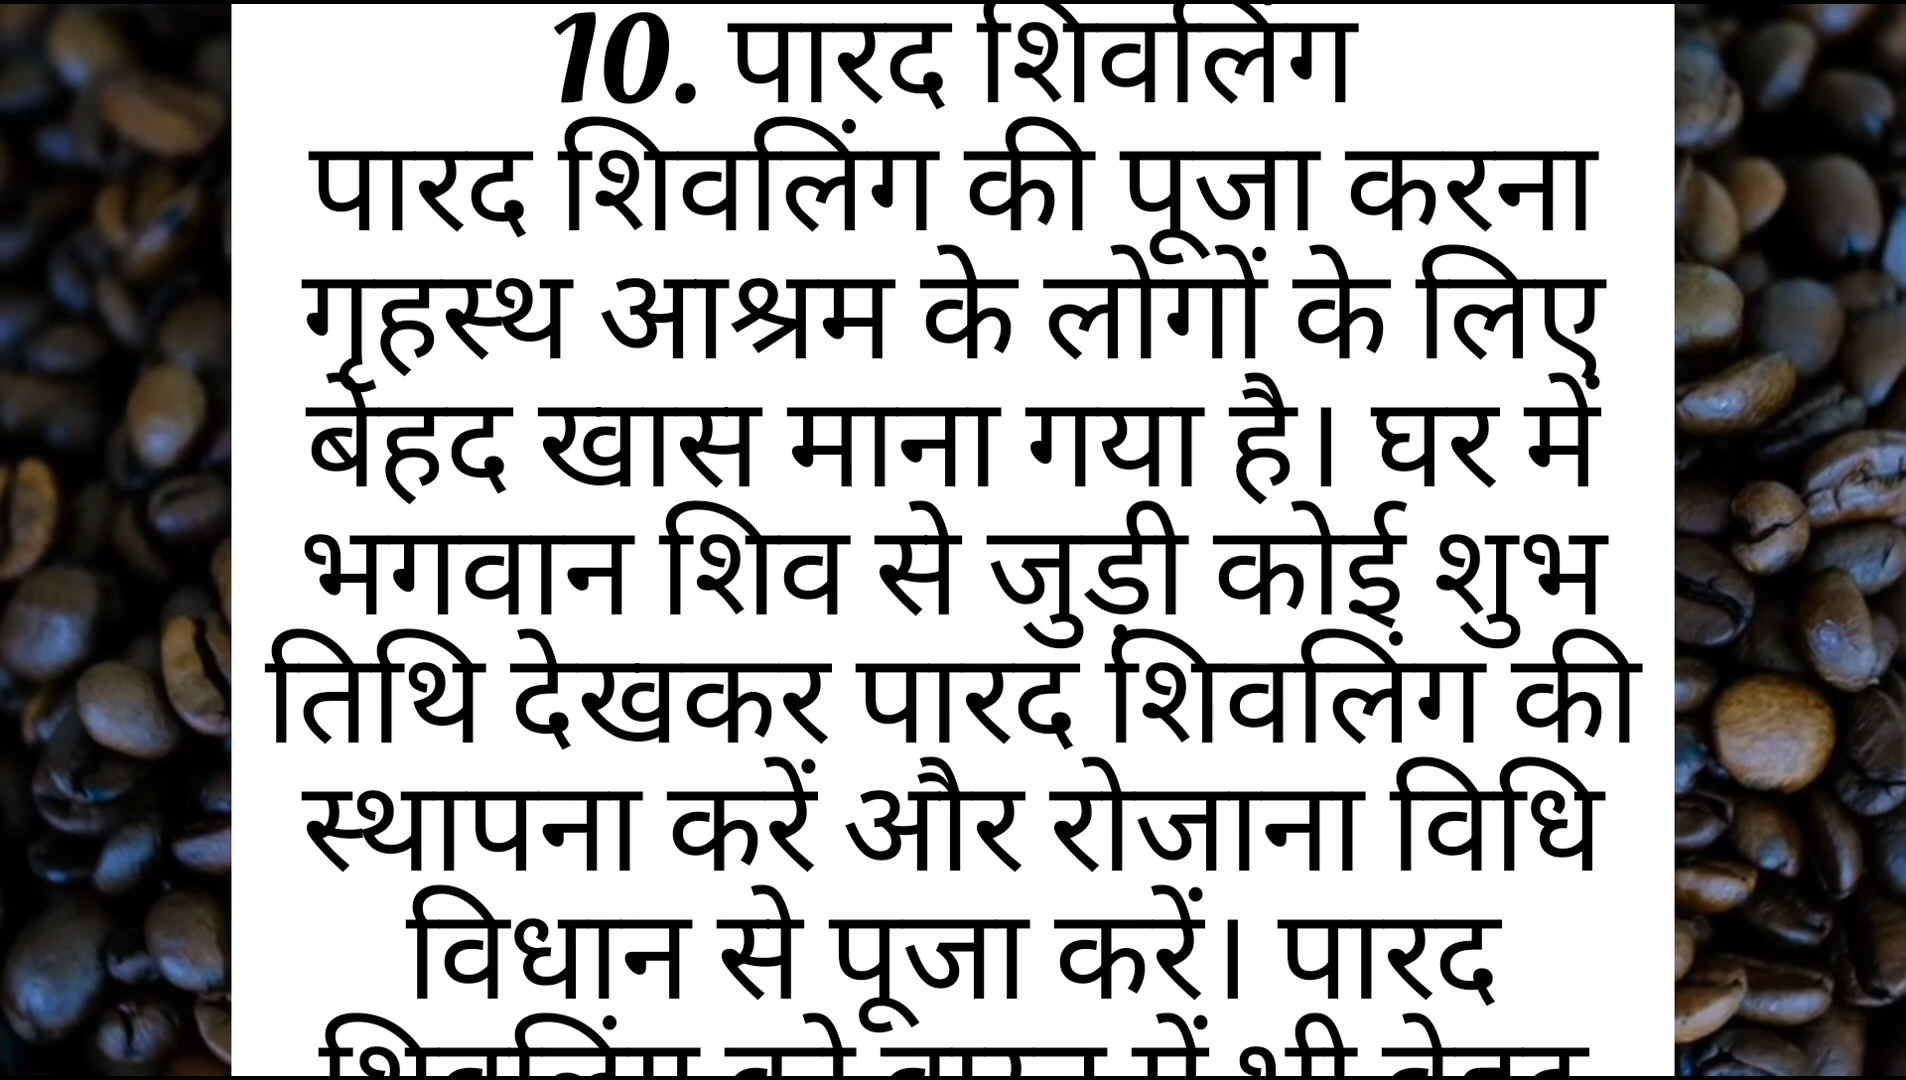 10. पारद शिवलिंग
पारद शिवलिंग की पूजा करना
गृहस्थ आश्रम के लोगों के लिए
बेहद खास माना गया है। घर में
भगवान शिव से जुड़ी कोई शुभ
तिथि देखकर पारद शिवलिंग की
स्थापना करें और रोजाना विधि
विधान से पूजा करें। पारद